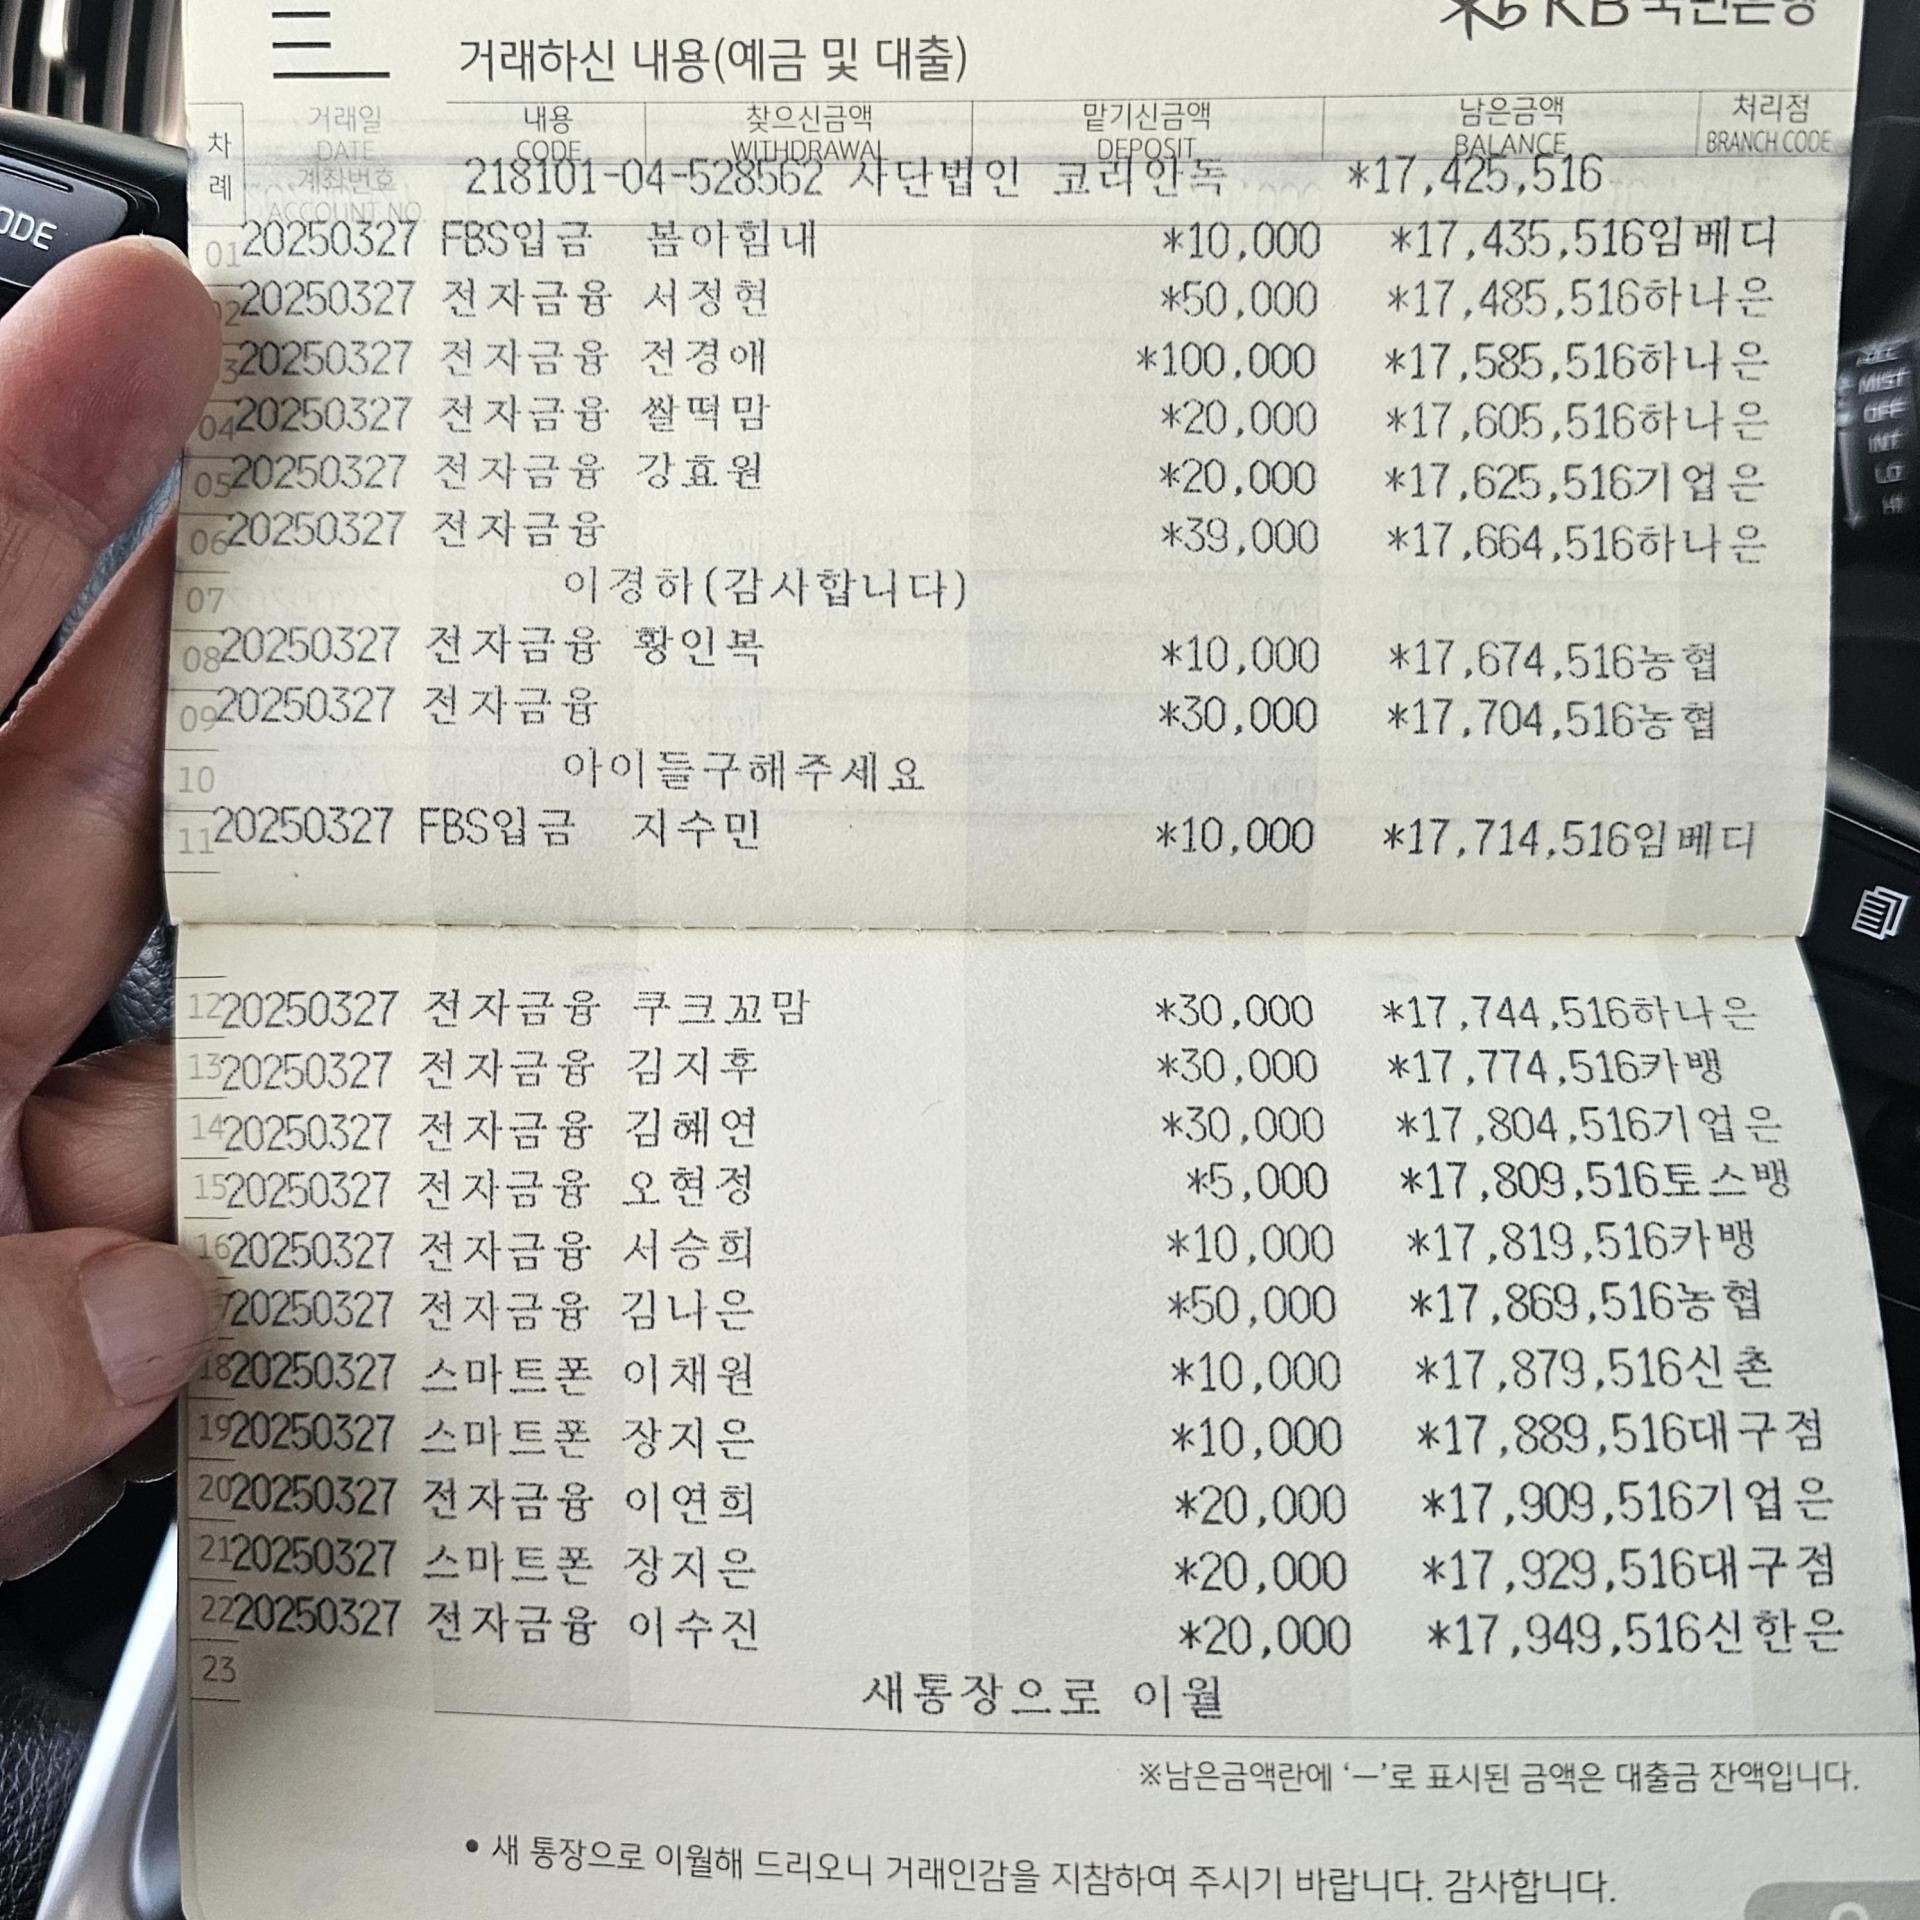 KB 국민은행
거래하신 내용(예금 및 대출)
차례 거래일 DATE 내용 CODE 찾으신금액 WITHDRAWAL 맡기신금액 DEPOSIT 남은금액 BALANCE 처리점 BRANCH CODE
계좌번호 ACCOUNT NO. 218101-04-528562 사단법인 코리안독 *17,425,516
01 20250327 FBS입금 봄아힘내 *10,000 *17,435,516임베디
02 20250327 전자금융 서정현 *50,000 *17,485,516하나은
3 20250327 전자금융 전경애 *100,000 *17,585,516하나은
04 20250327 전자금융 쌀떡맘 *20,000 *17,605,516하나은
05 20250327 전자금융 강효원 *20,000 *17,625,516기업은
06 20250327 전자금융 *39,000 *17,664,516하나은
07 이경하(감사합니다)
08 20250327 전자금융 황인복 *10,000 *17,674,516농협
09 20250327 전자금융 *30,000 *17,704,516농협
10 아이들구해주세요
11 20250327 FBS입금 지수민 *10,000 *17,714,516임베디
12 20250327 전자금융 쿠크꼬맘 *30,000 *17,744,516하나은
13 20250327 전자금융 김지후 *30,000 *17,774,516카뱅
14 20250327 전자금융 김혜연 *30,000 *17,804,516기업은
15 20250327 전자금융 오현정 *5,000 *17,809,516토스뱅
16 20250327 전자금융 서승희 *10,000 *17,819,516카뱅
7 20250327 전자금융 김나은 *50,000 *17,869,516농협
18 20250327 스마트폰 이채원 *10,000 *17,879,516신촌
19 20250327 스마트폰 장지은 *10,000 *17,889,516대구점
20 20250327 전자금융 이연희 *20,000 *17,909,516기업은
21 20250327 스마트폰 장지은 *20,000 *17,929,516대구점
22 20250327 전자금융 이수진 *20,000 *17,949,516신한은
23 새통장으로 이월
※남은금액란에 ‘—’로 표시된 금액은 대출금 잔액입니다.
• 새 통장으로 이월해 드리오니 거래인감을 지참하여 주시기 바랍니다. 감사합니다.
ODE
MIST
OFF
INT
LO
HI